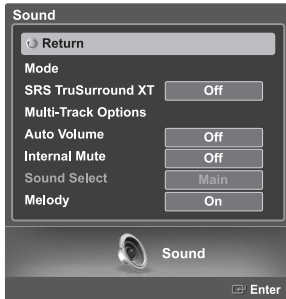 Sound
Return
Mode
SRS TruSurround XT Off
Multi-Track Options
Auto Volume Off
Internal Mute Off
Sound Select Main
Melody On
Sound
Enter